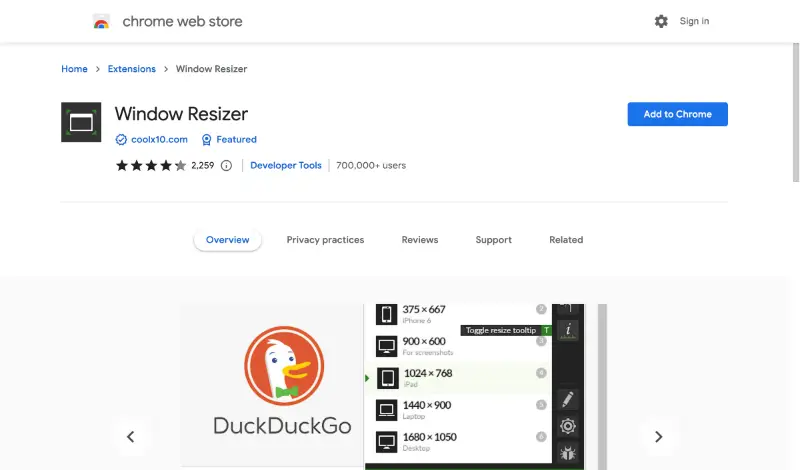 chrome web store
Sign in
Home > Extensions > Window Resizer
Window Resizer
Add to Chrome
coolx10.com Featured
2,259 Developer Tools 700,000+ users
Overview Privacy practices Reviews Support Related
375 × 667
iPhone 6
Toggle resize tooltip T
900 × 600 3
For screenshots
1024 × 768 4
iPad
1440 × 900 5
Laptop
1680 × 1050 6
Desktop
DuckDuckGo